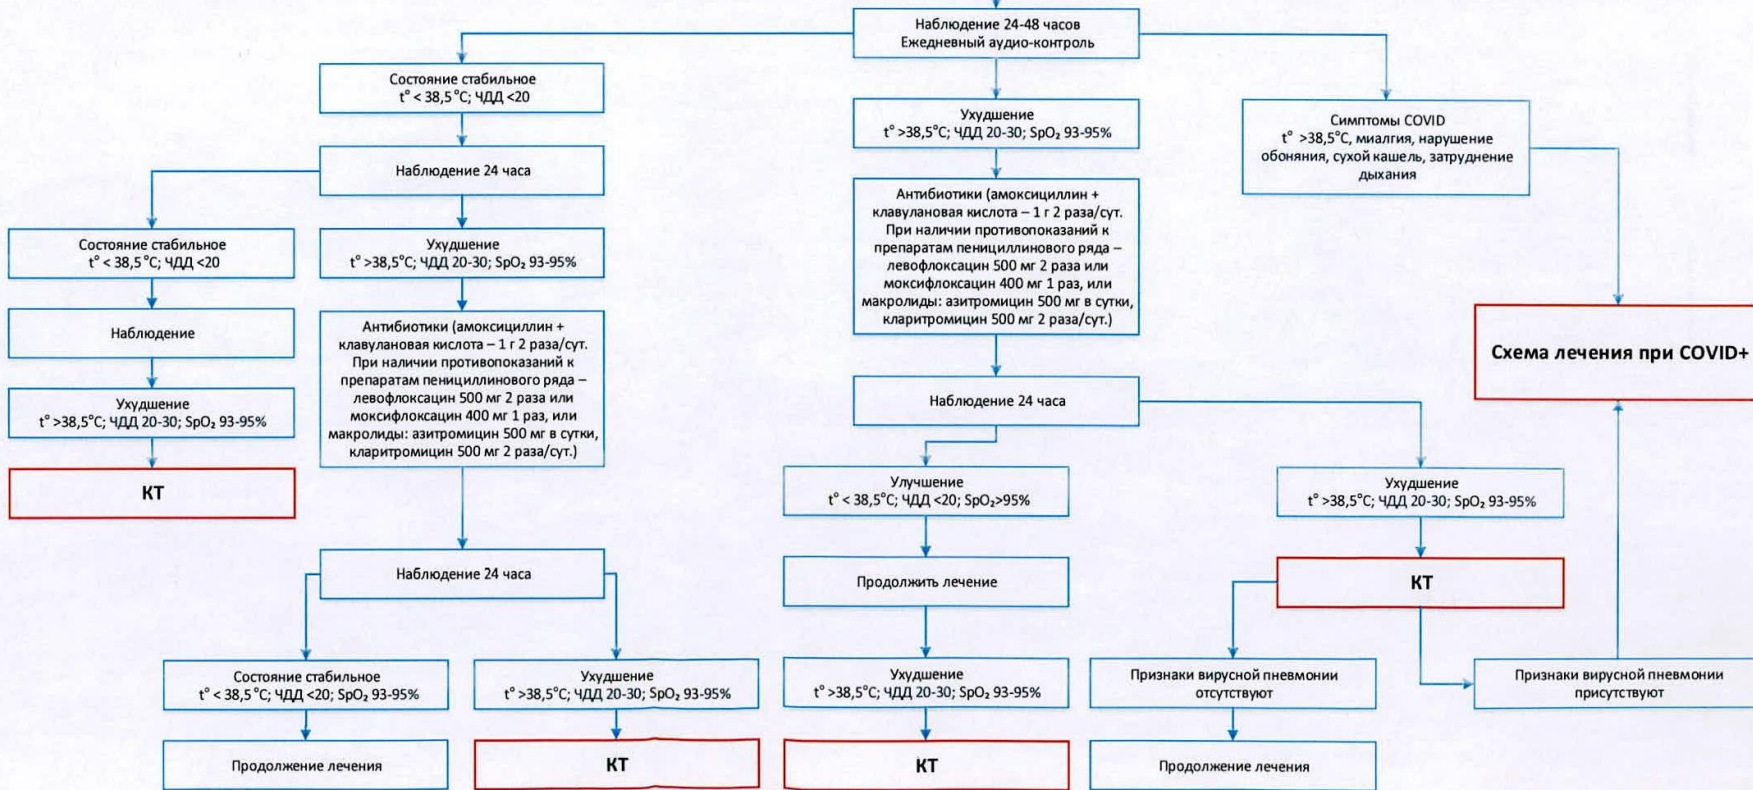 Наблюдение 24-48 часов
Ежедневный аудио-контроль
Состояние стабильное
t° < 38,5 °C; ЧДД <20
Ухудшение
t° >38,5°C; ЧДД 20-30; SpO₂ 93-95%
Симптомы COVID
t° >38,5°C, миалгия, нарушение
обоняния, сухой кашель, затруднение
дыхания
Наблюдение 24 часа
Антибиотики (амоксициллин +
клавулановая кислота – 1 г 2 раза/сут.
При наличии противопоказаний к
препаратам пенициллинового ряда –
левофлоксацин 500 мг 2 раза или
моксифлоксацин 400 мг 1 раз, или
макролиды: азитромицин 500 мг в сутки,
кларитромицин 500 мг 2 раза/сут.)
Состояние стабильное
t° < 38,5 °C; ЧДД <20
Ухудшение
t° >38,5°C; ЧДД 20-30; SpO₂ 93-95%
Наблюдение
Антибиотики (амоксициллин +
клавулановая кислота – 1 г 2 раза/сут.
При наличии противопоказаний к
препаратам пенициллинового ряда –
левофлоксацин 500 мг 2 раза или
моксифлоксацин 400 мг 1 раз, или
макролиды: азитромицин 500 мг в сутки,
кларитромицин 500 мг 2 раза/сут.)
Схема лечения при COVID+
Ухудшение
t° >38,5°C; ЧДД 20-30; SpO₂ 93-95%
Наблюдение 24 часа
КТ
Улучшение
t° < 38,5°C; ЧДД <20; SpO₂>95%
Ухудшение
t° >38,5°C; ЧДД 20-30; SpO₂ 93-95%
Наблюдение 24 часа
Продолжить лечение
КТ
Состояние стабильное
t° < 38,5 °C; ЧДД <20; SpO₂ 93-95%
Ухудшение
t° >38,5°C; ЧДД 20-30; SpO₂ 93-95%
Ухудшение
t° >38,5°C; ЧДД 20-30; SpO₂ 93-95%
Признаки вирусной пневмонии
отсутствуют
Признаки вирусной пневмонии
присутствуют
Продолжение лечения
КТ
КТ
Продолжение лечения